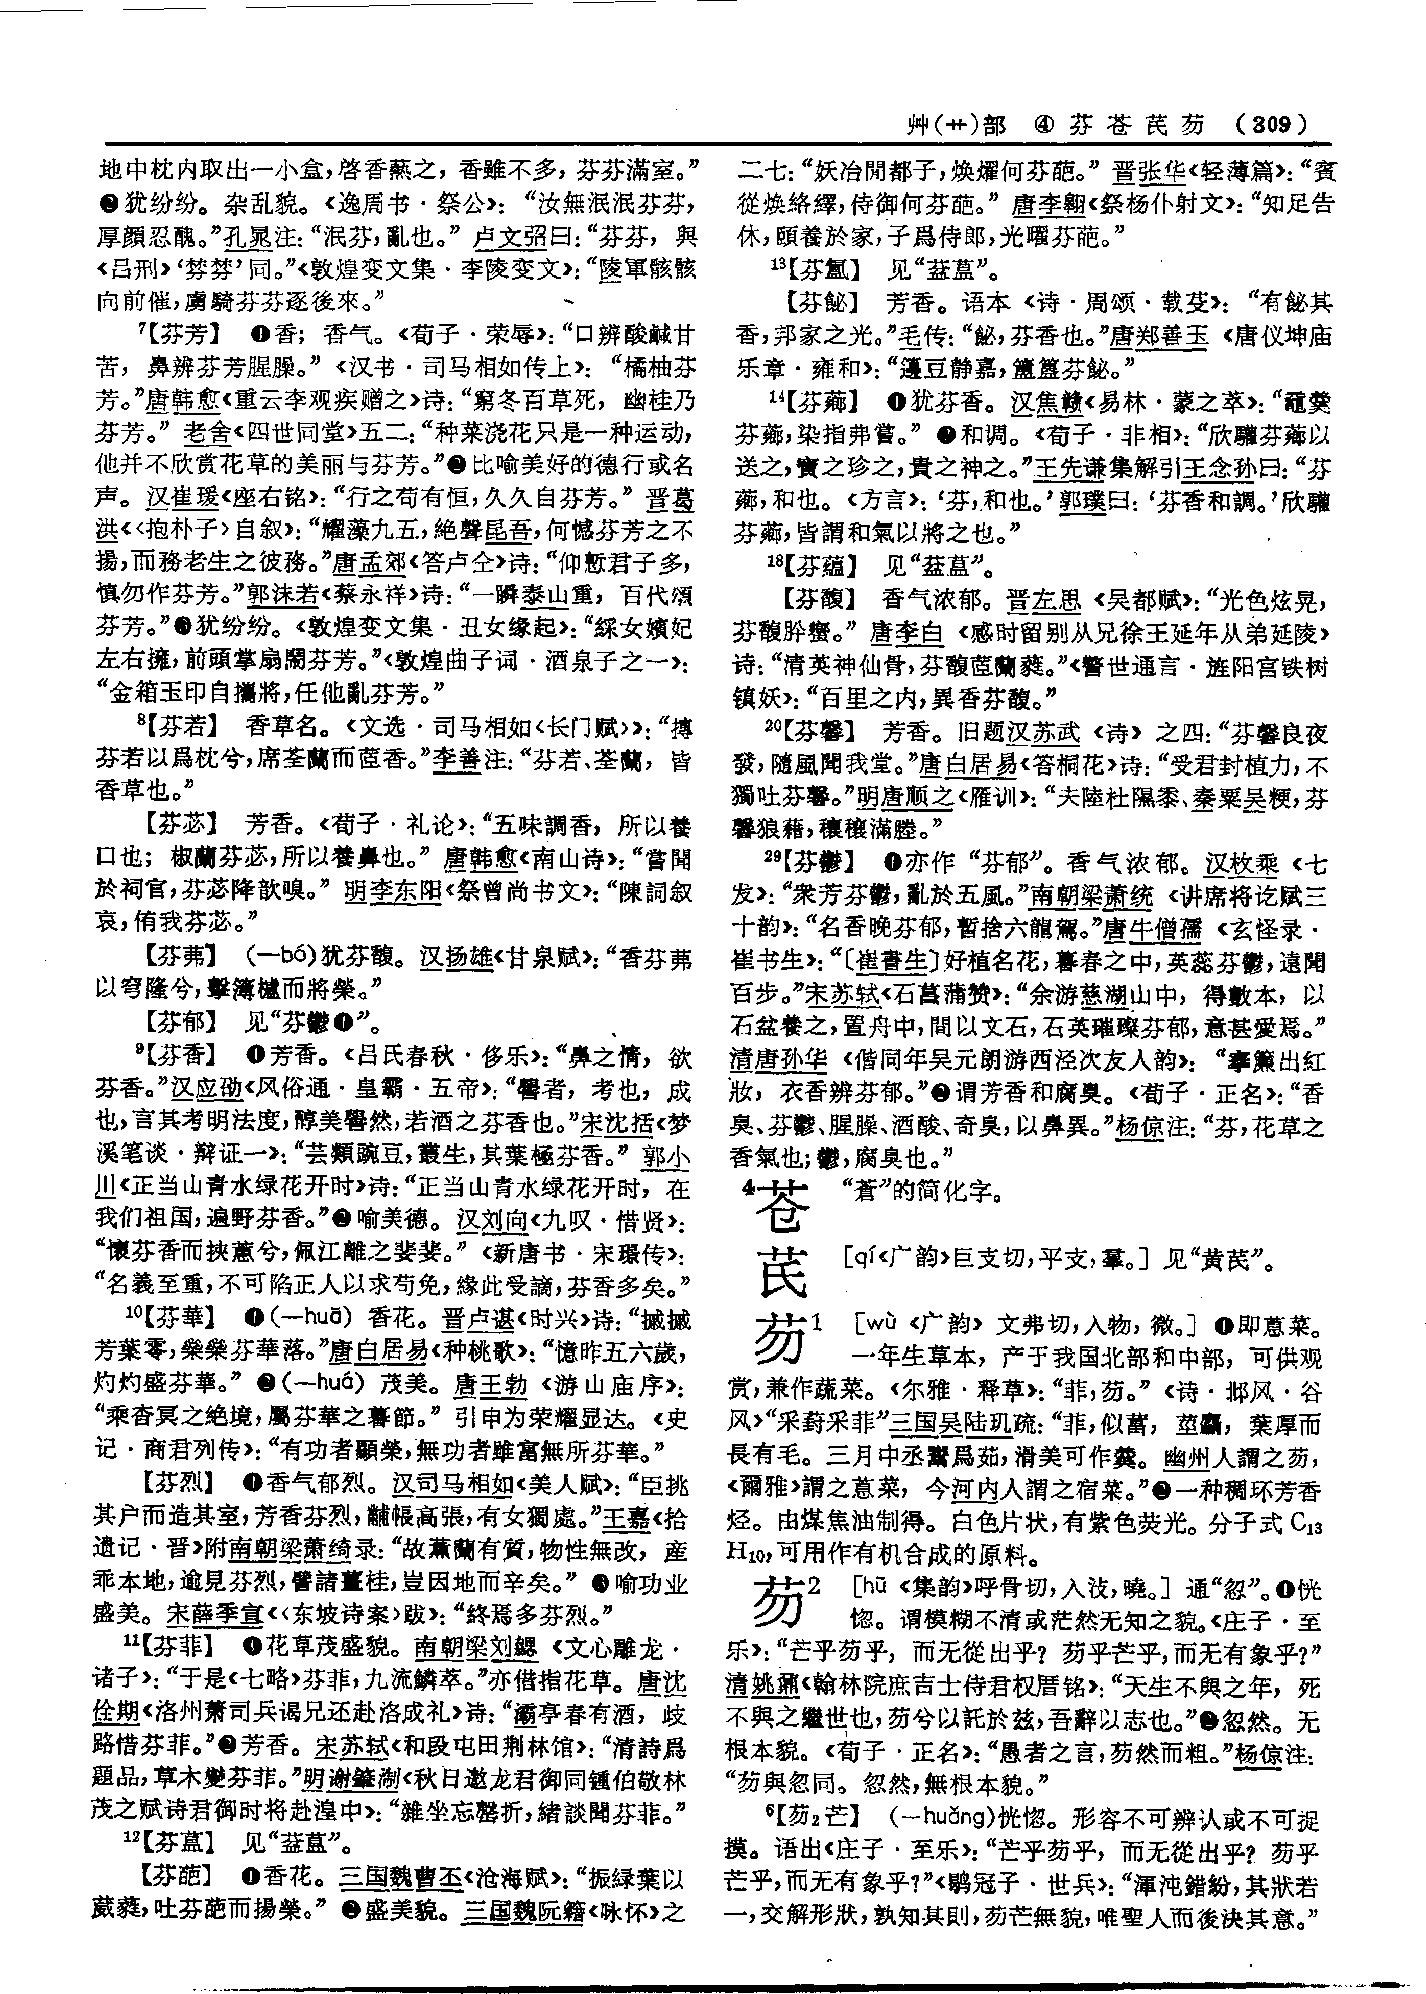 艸(艹)部 ④ 芬苍芪芴 (309)
地中枕内取出一小盒,啓香爇之,香雖不多,芬芬滿室。”
❷犹纷纷。杂乱貌。《逸周书·祭公》:“汝無泯泯芬芬,
厚顔忍醜。”孔晁注:“泯芬,亂也。”卢文弨曰:“芬芬,與
《吕刑》‘棼棼’同。”《敦煌变文集·李陵变文》:“陵軍骸骸
向前催,虜騎芬芬逐後來。”
7【芬芳】 ❶香;香气。《荀子·荣辱》:“口辨酸鹹甘
苦,鼻辨芬芳腥臊。”《汉书·司马相如传上》:“橘柚芬
芳。”唐韩愈《重云李观疾赠之》诗:“窮冬百草死,幽桂乃
芬芳。”老舍《四世同堂》五二:“种菜浇花只是一种运动,
他并不欣赏花草的美丽与芬芳。”❷比喻美好的德行或名
声。汉崔瑗《座右铭》:“行之苟有恒,久久自芬芳。”晋葛
洪《〈抱朴子〉自叙》:“耀藻九五,絶聲昆吾,何憾芬芳之不
揚,而務老生之彼務。”唐孟郊《答卢仝》诗:“仰慙君子多,
慎勿作芬芳。”郭沫若《蔡永祥》诗:“一瞬泰山重,百代頌
芬芳。”❸犹纷纷。《敦煌变文集·丑女缘起》:“綵女嬪妃
左右擁,前頭掌扇鬧芬芳。”《敦煌曲子词·酒泉子之一》:
“金箱玉印自攜將,任他亂芬芳。”
8【芬若】 香草名。《文选·司马相如〈长门赋〉》:“摶
芬若以爲枕兮,席荃蘭而茝香。”李善注:“芬若、荃蘭,皆
香草也。”
【芬苾】 芳香。《荀子·礼论》:“五味調香,所以養
口也;椒蘭芬苾,所以養鼻也。”唐韩愈《南山诗》:“嘗聞
於祠官,芬苾降歆嗅。”明李东阳《祭曾尚书文》:“陳詞叙
哀,侑我芬苾。”
【芬弗】 (—bó)犹芬馥。汉扬雄《甘泉赋》:“香芬茀
以穹隆兮,擊薄櫨而將榮。”
【芬郁】 见“芬鬱❶”。
9【芬香】 ❶芳香。《吕氏春秋·侈乐》:“鼻之情,欲
芬香。”汉应劭《风俗通·皇霸·五帝》:“嚳者,考也,成
也,言其考明法度,醇美嚳然,若酒之芬香也。”宋沈括《梦
溪笔谈·辩证一》:“芸類豌豆,叢生,其葉極芬香。”郭小
川《正当山青水绿花开时》诗:“正当山青水绿花开时,在
我们祖国,遍野芬香。”❷喻美德。汉刘向《九叹·惜贤》:
“懷芬香而挾蕙兮,佩江離之斐斐。”《新唐书·宋璟传》:
“名義至重,不可陷正人以求苟免,緣此受謫,芬香多矣。”
10【芬華】 ❶(—huā) 香花。晋卢谌《时兴》诗:“摵摵
芳葉零,橤橤芬華落。”唐白居易《种桃歌》:“憶昨五六歲,
灼灼盛芬華。”❷(—huá) 茂美。唐王勃《游山庙序》:
“乘杳冥之絶境,屬芬華之暮節。”引申为荣耀显达。《史
记·商君列传》:“有功者顯榮,無功者雖富無所芬華。”
【芬烈】 ❶香气郁烈。汉司马相如《美人赋》:“臣挑
其户而造其室,芳香芬烈,黼帳高張,有女獨處。”王嘉《拾
遗记·晋》附南朝梁萧绮录:“故薰蘭有質,物性無改,産
乖本地,逾見芬烈,譬諸薑桂,豈因地而辛矣。”❷喻功业
盛美。宋薛季宣《〈东坡诗案〉跋》:“終焉多芬烈。”
11【芬菲】 ❶花草茂盛貌。南朝梁刘勰《文心雕龙·
诸子》:“于是《七略》芬菲,九流鱗萃。”亦借指花草。唐沈
佺期《洛州萧司兵谒兄还赴洛成礼》诗:“灞亭春有酒,歧
路惜芬菲。”❷芳香。宋苏轼《和段屯田荆林馆》:“清詩爲
題品,草木變芬菲。”明谢肇淛《秋日邀龙君御同锺伯敬林
茂之赋诗君御时将赴湟中》:“雜坐忘罄折,緒談聞芬菲。”
12【芬葐】 见“葐蒀”。
【芬葩】 ❶香花。三国魏曹丕《沧海赋》:“振緑葉以
葳蕤,吐芬葩而揚榮。”❷盛美貌。三国魏阮籍《咏怀》之
二七:“妖冶閒都子,焕燿何芬葩。”晋张华《轻薄篇》:“賓
從焕絡繹,侍御何芬葩。”唐李翱《祭杨仆射文》:“知足告
休,頤養於家,子爲侍郎,光曜芬葩。”
13【芬氲】 见“葐蒀”。
【芬飶】 芳香。语本《诗·周颂·载芟》:“有飶其
香,邦家之光。”毛传:“飶,芬香也。”唐郑善玉《唐仪坤庙
乐章·雍和》:“籩豆静嘉,簠簋芬飶。”
14【芬薌】 ❶犹芬香。汉焦赣《易林·蒙之萃》:“黿羹
芬薌,染指弗嘗。”❷和调。《荀子·非相》:“欣驩芬薌以
送之,寶之珍之,貴之神之。”王先谦集解引王念孙曰:“芬
薌,和也。《方言》:‘芬,和也。’郭璞曰:‘芬香和調。’欣驩
芬薌,皆謂和氣以將之也。”
18【芬蕴】 见“葐蒀”。
【芬馥】 香气浓郁。晋左思《吴都赋》:“光色炫晃,
芬馥肸蠁。”唐李白《感时留别从兄徐王延年从弟延陵》
诗:“清英神仙骨,芬馥茝蘭蕤。”《警世通言·旌阳宫铁树
镇妖》:“百里之内,異香芬馥。”
20【芬馨】 芳香。旧题汉苏武《诗》之四:“芬馨良夜
發,隨風聞我堂。”唐白居易《答桐花》诗:“受君封植力,不
獨吐芬馨。”明唐顺之《雁训》:“夫陸杜隰黍、秦粟吴粳,芬
馨狼藉,穰穰滿塍。”
29【芬鬱】 ❶亦作“芬郁”。香气浓郁。汉枚乘《七
发》:“衆芳芬鬱,亂於五風。”南朝梁萧统《讲席将讫赋三
十韵》:“名香晚芬郁,暫捨六龍駕。”唐牛僧孺《玄怪录·
崔书生》:“〔崔書生〕好植名花,暮春之中,英蕊芬鬱,遠聞
百步。”宋苏轼《石菖蒲赞》:“余游慈湖山中,得數本,以
石盆養之,置舟中,間以文石,石英璀璨芬郁,意甚愛焉。”
清唐孙华《偕同年吴元朗游西泾次友人韵》:“搴簾出紅
妝,衣香辨芬郁。”❷谓芳香和腐臭。《荀子·正名》:“香
臭、芬鬱、腥臊、酒酸、奇臭,以鼻異。”杨倞注:“芬,花草之
香氣也;鬱,腐臭也。”
4苍 “蒼”的简化字。
芪 [qí《广韵》巨支切,平支,羣。] 见“黄芪”。
芴1 [wù 《广韵》文弗切,入物,微。] ❶即蒠菜。
一年生草本,产于我国北部和中部,可供观
赏,兼作蔬菜。《尔雅·释草》:“菲,芴。”《诗·邶风·谷
风》“采葑采菲”三国吴陆玑疏:“菲,似葍,莖麤,葉厚而
長有毛。三月中烝鬻爲茹,滑美可作羹。幽州人謂之芴,
《爾雅》謂之蒠菜,今河内人謂之宿菜。”❷一种稠环芳香
烃。由煤焦油制得。白色片状,有紫色荧光。分子式C13
H10,可用作有机合成的原料。
芴2 [hū 《集韵》呼骨切,入没,曉。] 通“忽”。❶恍
惚。谓模糊不清或茫然无知之貌。《庄子·至
乐》:“芒乎芴乎,而无從出乎?芴乎芒乎,而无有象乎?”
清姚鼐《翰林院庶吉士侍君权厝铭》:“天生不與之年,死
不與之繼世也,芴兮以託於兹,吾辭以志也。”❷忽然。无
根本貌。《荀子·正名》:“愚者之言,芴然而粗。”杨倞注:
“芴與忽同。忽然,無根本貌。”
6【芴2芒】 (—huǎng)恍惚。形容不可辨认或不可捉
摸。语出《庄子·至乐》:“芒乎芴乎,而无從出乎?芴乎
芒乎,而无有象乎?”《鹖冠子·世兵》:“渾沌錯紛,其狀若
一,交解形狀,孰知其則,芴芒無貌,唯聖人而後決其意。”